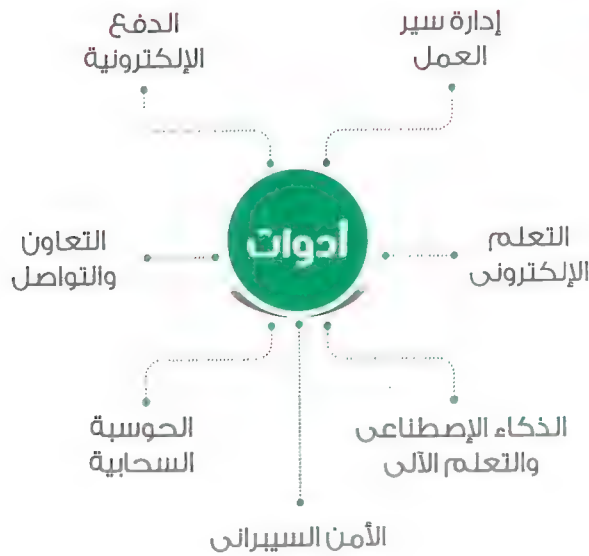 إدارة سير
العمل
الدفع
الإلكترونية
أدوات
التعلم
الإلكترونى
التعاون
والتواصل
الذكاء الإصطناعى
والتعلم الآلى
الحوسبة
السحابية
الأمن السيبرانى